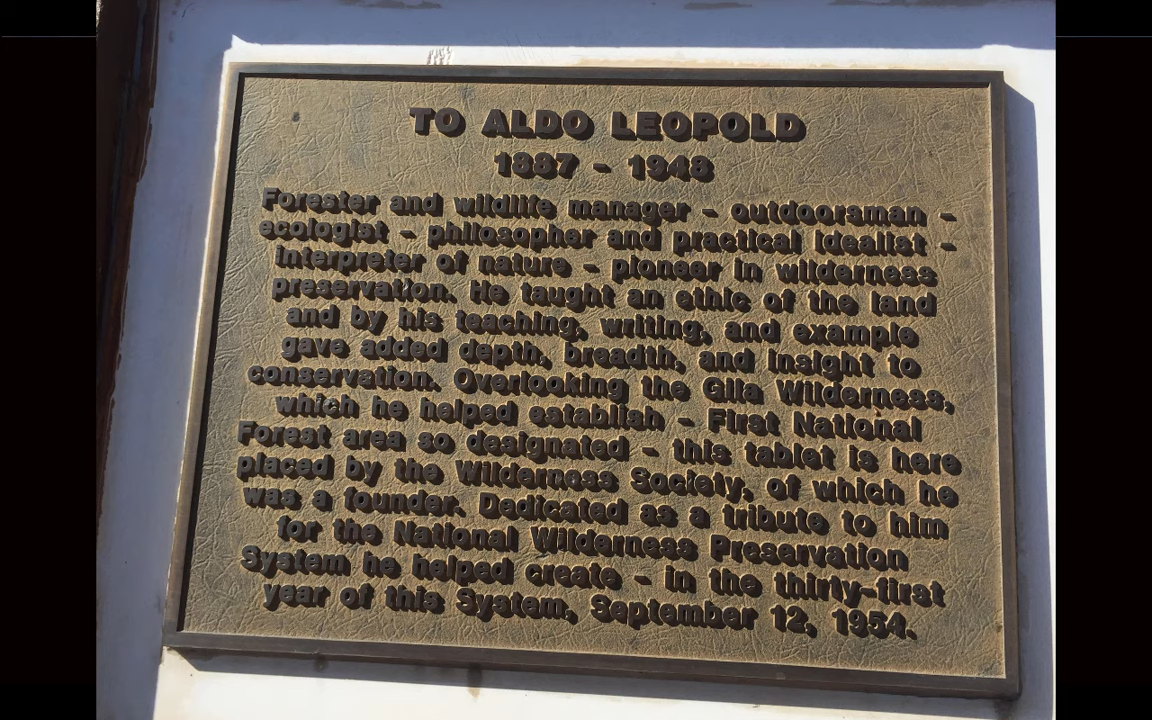 TO ALDO LEOPOLD
1887 - 1948
Forester and wildlife manager - outdoorsman -
ecologist - philosopher and practical idealist -
interpreter of nature - pioneer in wilderness
preservation. He taught an ethic of the land
and by his teaching, writing, and example
gave added depth, breadth, and insight to
conservation. Overlooking the Gila Wilderness,
which he helped establish - First National
Forest area so designated - this tablet is here
placed by the Wilderness Society, of which he
was a founder. Dedicated as a tribute to him
for the National Wilderness Preservation
System he helped create - in the thirty-first
year of this System, September 12, 1954.